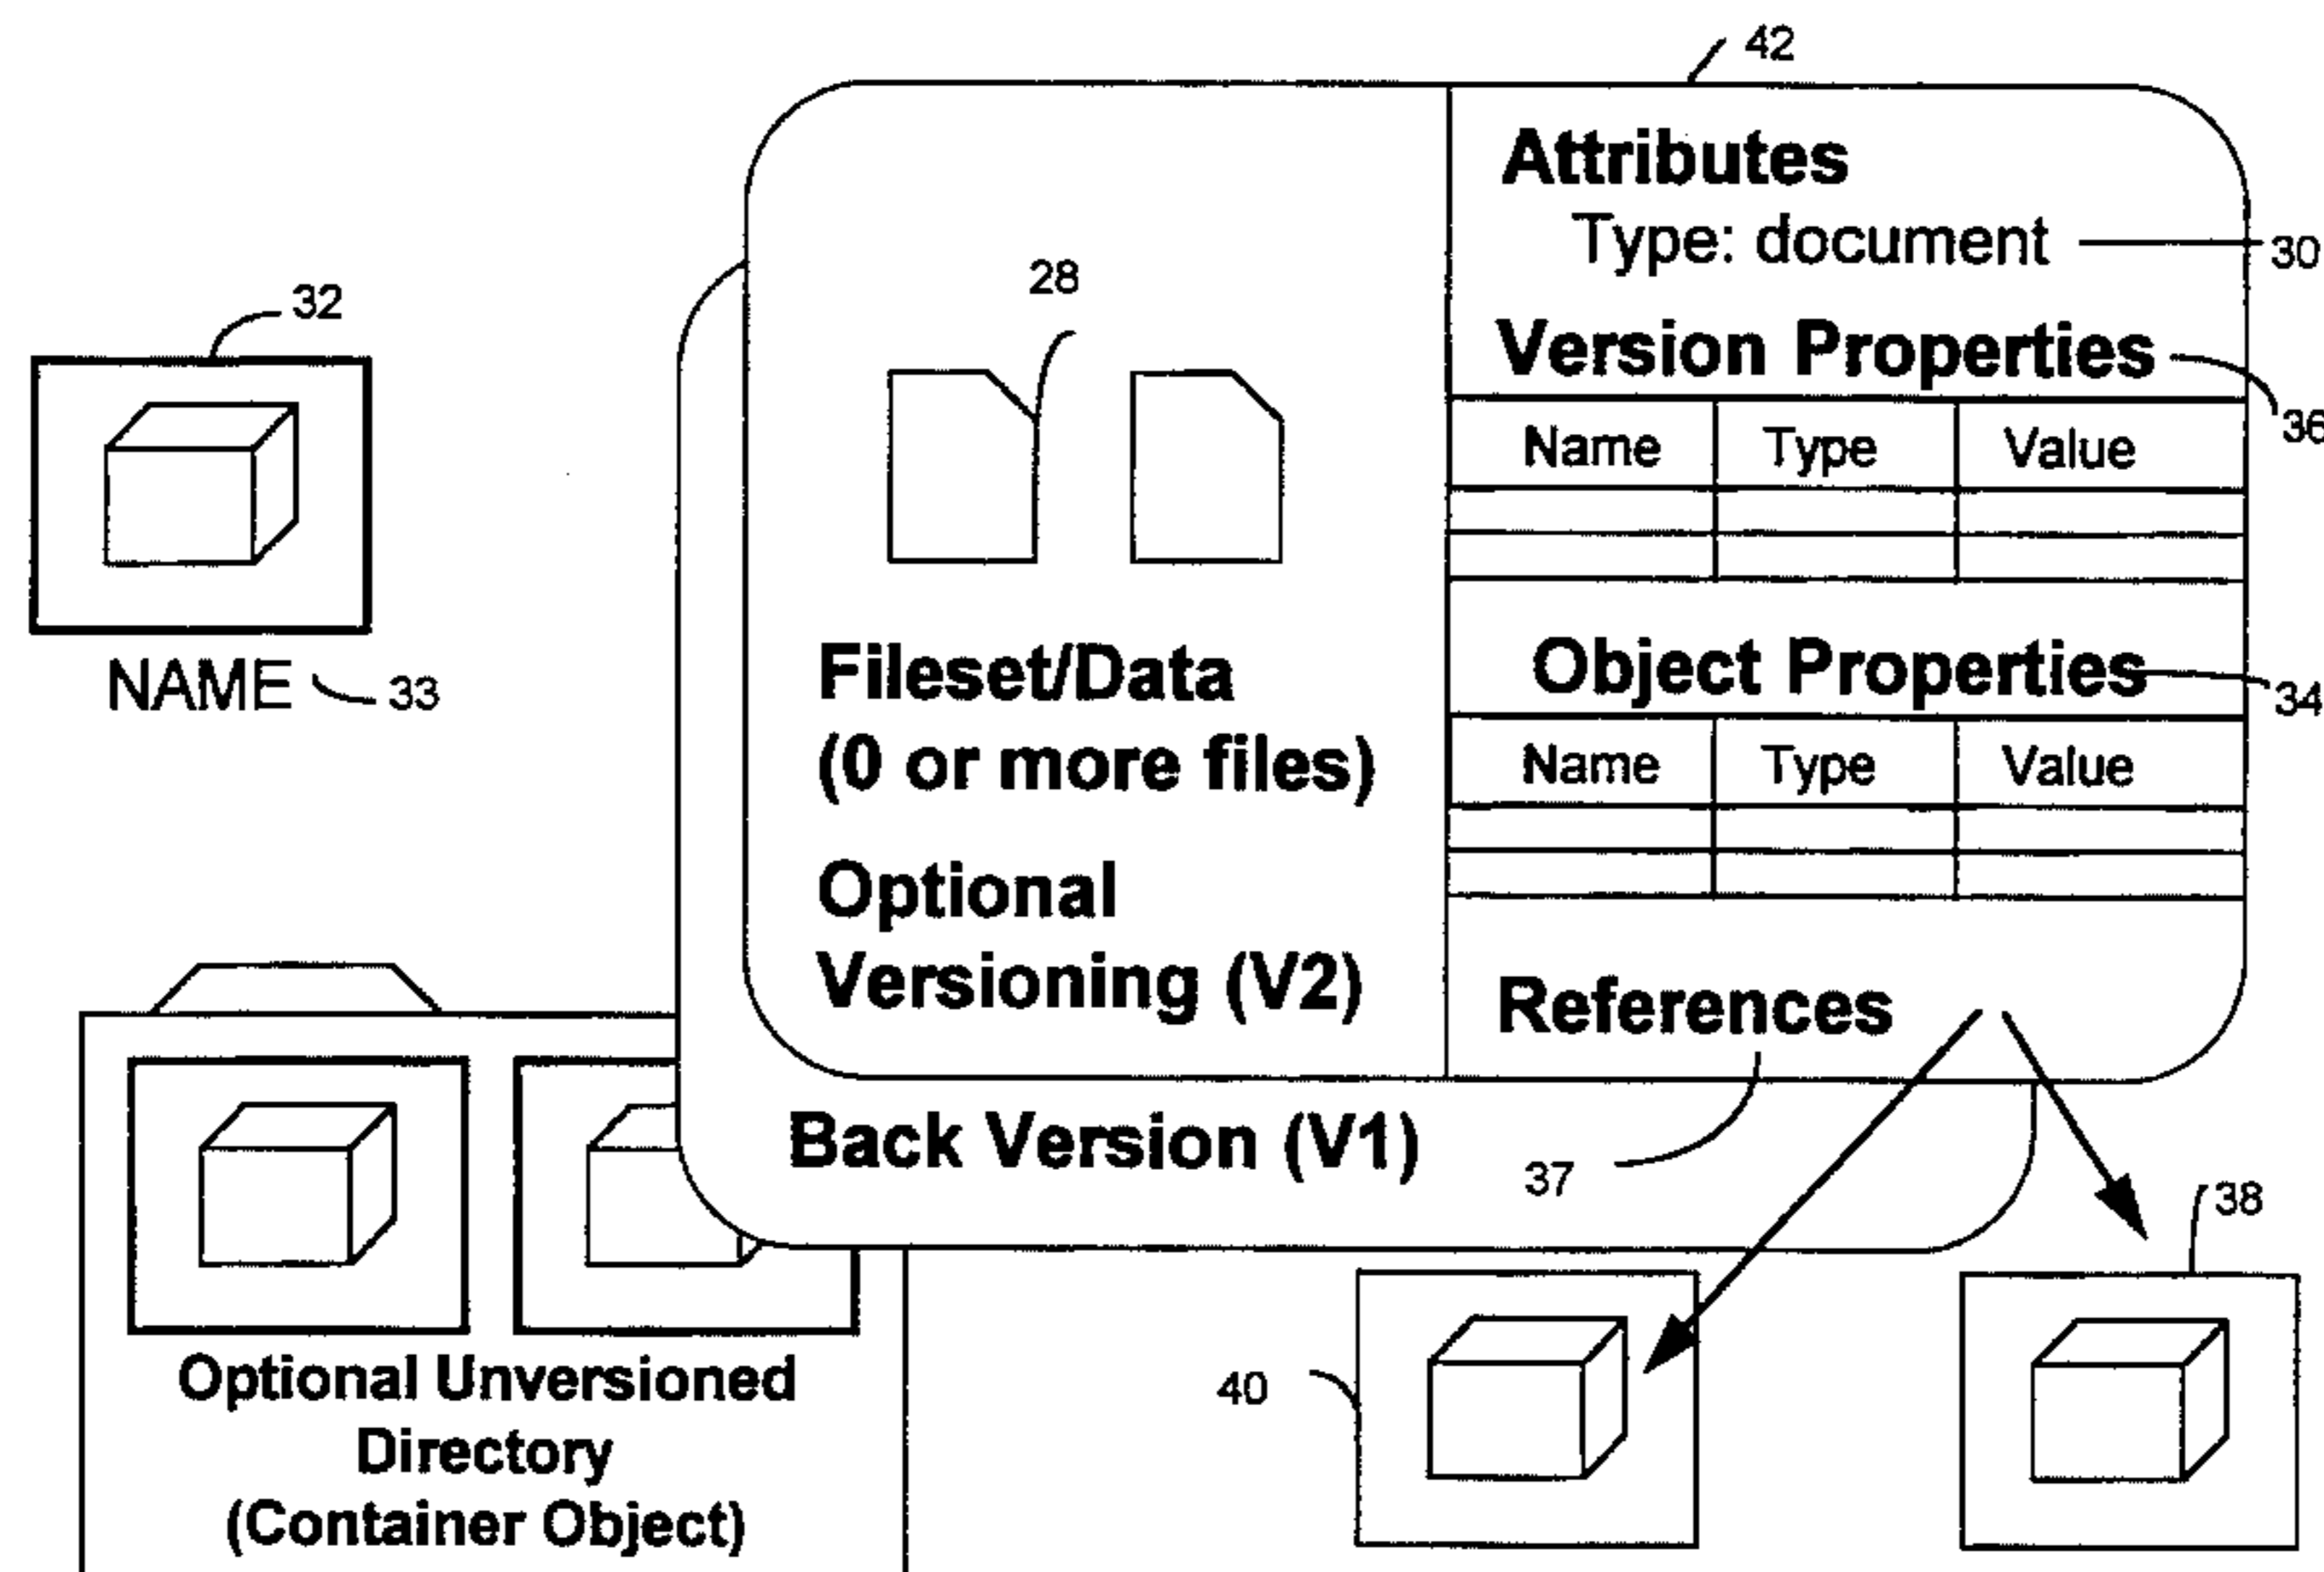 42
Attributes
Type: document
30
Version Properties
36
Name Type Value
28
32
NAME
33
Fileset/Data
(0 or more files)
Optional
Versioning (V2)
Object Properties
34
Name Type Value
References
37
Back Version (V1)
38
40
Optional Unversioned
Directory
(Container Object)